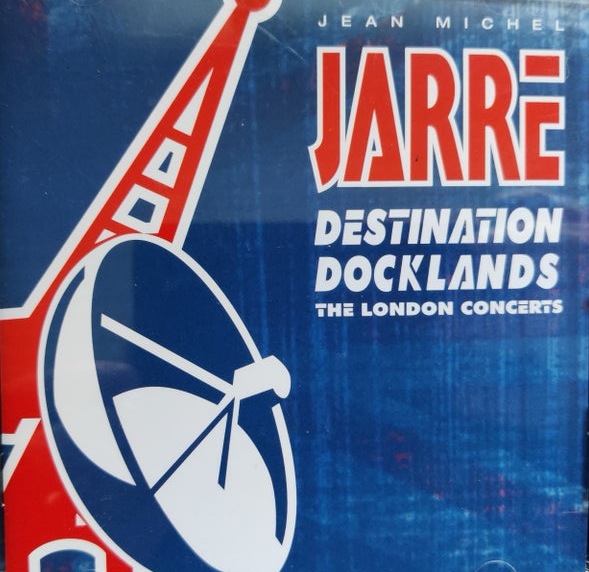 JEAN MICHEL
JARRE
DESTINATION
DOCKLANDS
THE LONDON CONCERTS